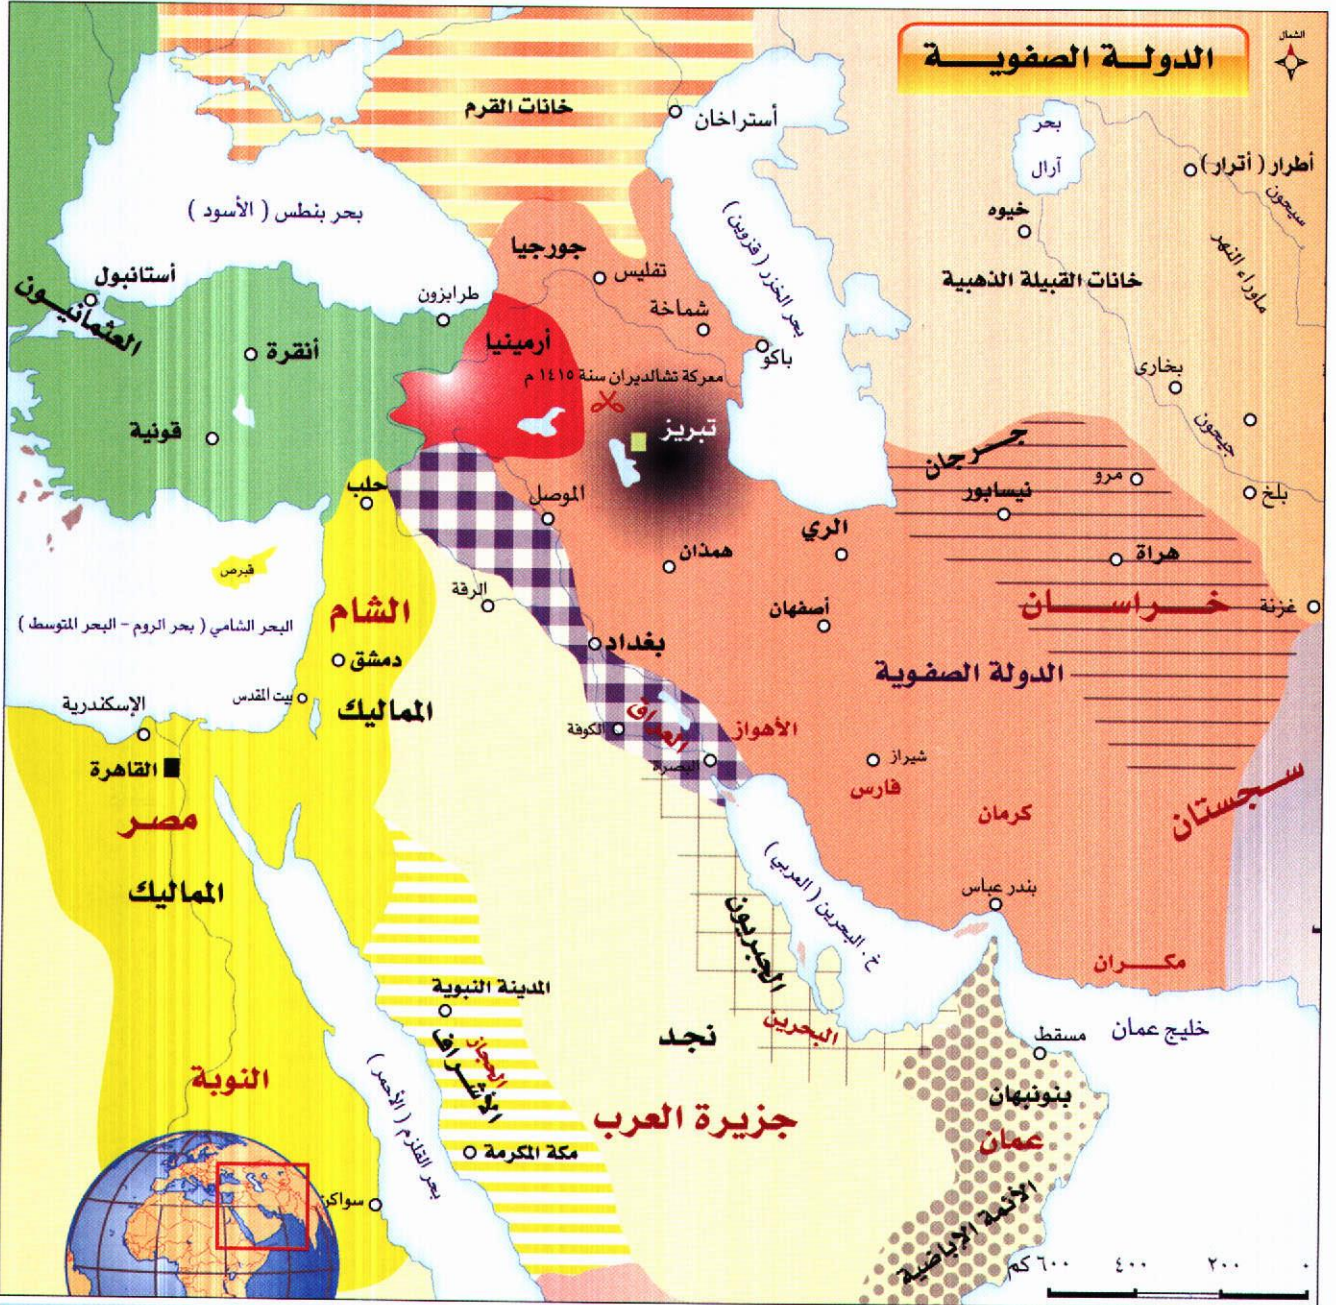 الدولة الصفوية
الشمال
خانات القرم
أستراخان
بحر
آرال
أطرار ( أترار )
سيحون
خيوه
ماوراء النهر
بحر بنطس ( الأسود )
جورجيا
تفليس
بحر الخزر ( قزوين )
خانات القبيلة الذهبية
أستانبول
العثمانيون
طرابزون
شماخة
أرمينيا
باكو
أنقرة
معركة تشالديران سنة ١٤١٥ م
بخارى
قونية
تبريز
جرجان
جيحون
حلب
الموصل
مرو
نيسابور
بلخ
الري
همذان
هراة
قبرص
الرقة
الشام
أصفهان
خراسان
غزنة
البحر الشامي ( بحر الروم - البحر المتوسط )
بغداد
دمشق
الدولة الصفوية
بيت المقدس
المماليك
الإسكندرية
الكوفة
العراق
الأهواز
القاهرة
البصرة
شيراز
فارس
سجستان
مصر
كرمان
المماليك
خ. البحرين ( العربي )
بندر عباس
الجبريون
مكران
المدينة النبوية
البحرين
نجد
خليج عمان
مسقط
الحجاز
الأشراف
النوبة
بنونبهان
جزيرة العرب
عمان
بحر القلزم ( الأحمر )
مكة المكرمة
سواكن
الأئمة الإباضية
٦٠٠ كم ٤٠٠ ٢٠٠ ٠